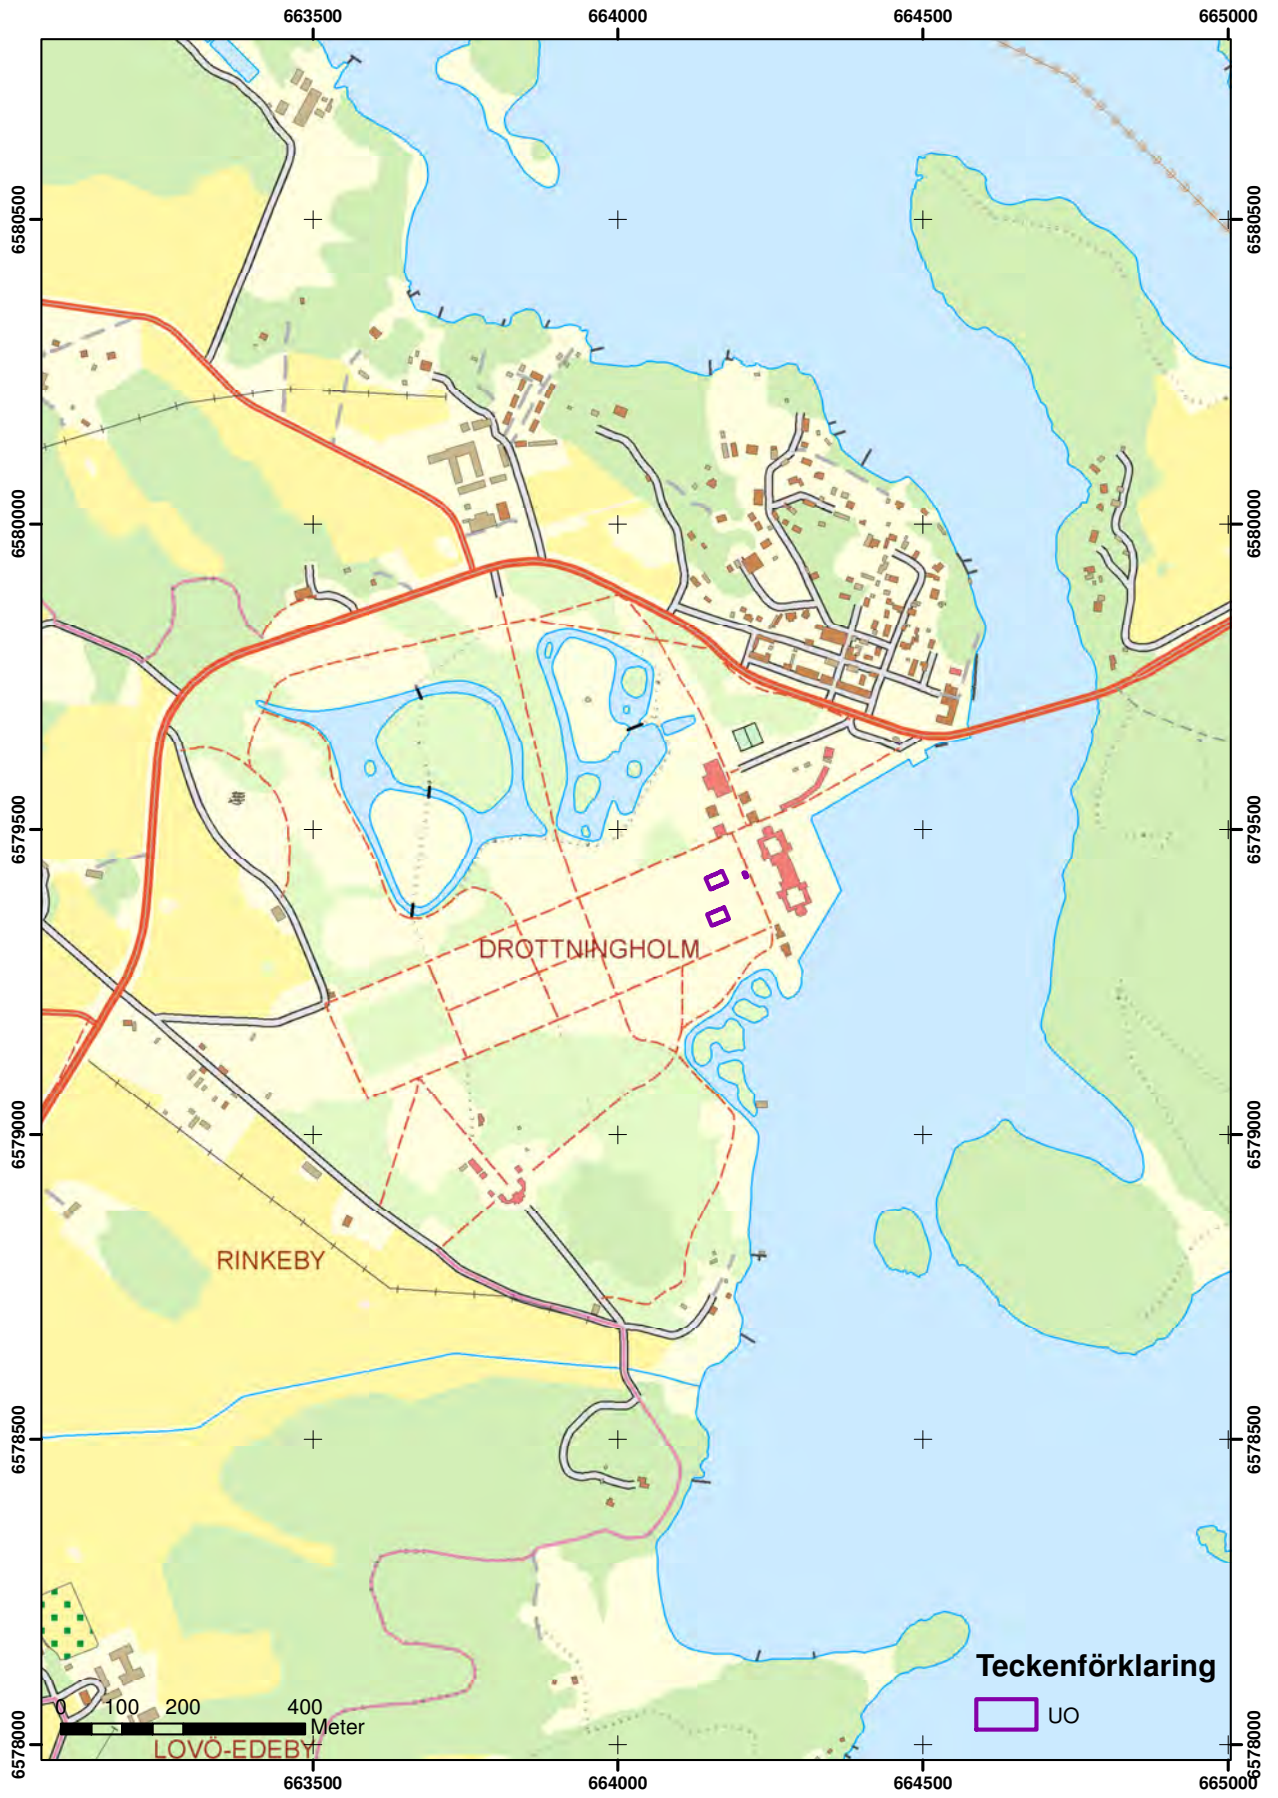 663500 664000 664500 665000
6580500 6580500
6580000 6580000
6579500 6579500
DROTTNINGHOLM
6579000 6579000
RINKEBY
6578500 6578500
Teckenförklaring
UO
0 100 200 400
Meter
LOVÖ-EDEBY
6578000 6578000
663500 664000 664500 665000